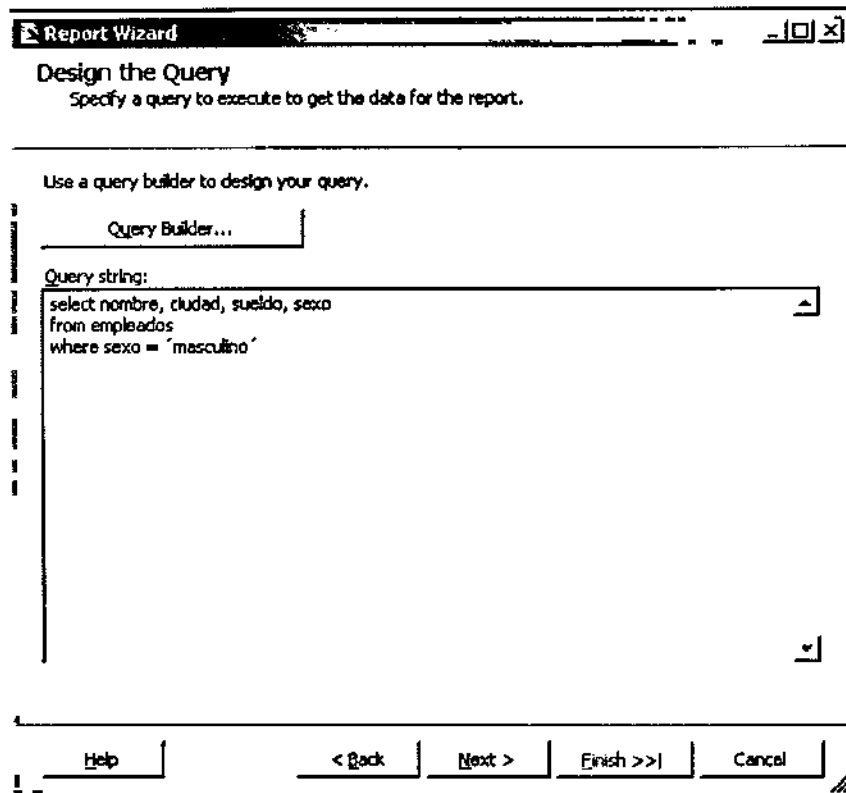 Report Wizard
Design the Query
Specify a query to execute to get the data for the report.
Use a query builder to design your query.
Query Builder...
Query string:
select nombre, ciudad, sueldo, sexo
from empleados
where sexo = ´masculino´
Help < Back Next > Finish >>| Cancel